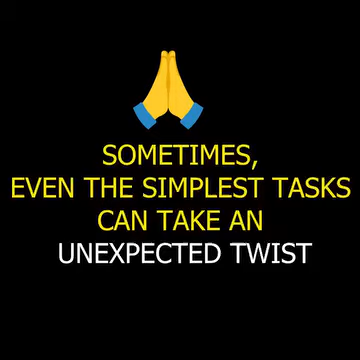 SOMETIMES,
EVEN THE SIMPLEST TASKS
CAN TAKE AN
UNEXPECTED TWIST